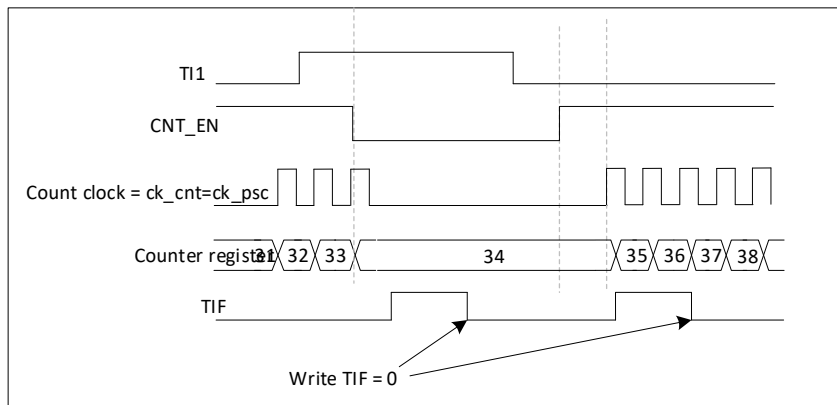 TI1
CNT_EN
Count clock = ck_cnt=ck_psc
Counter register 31 32 33 34 35 36 37 38
TIF
Write TIF = 0